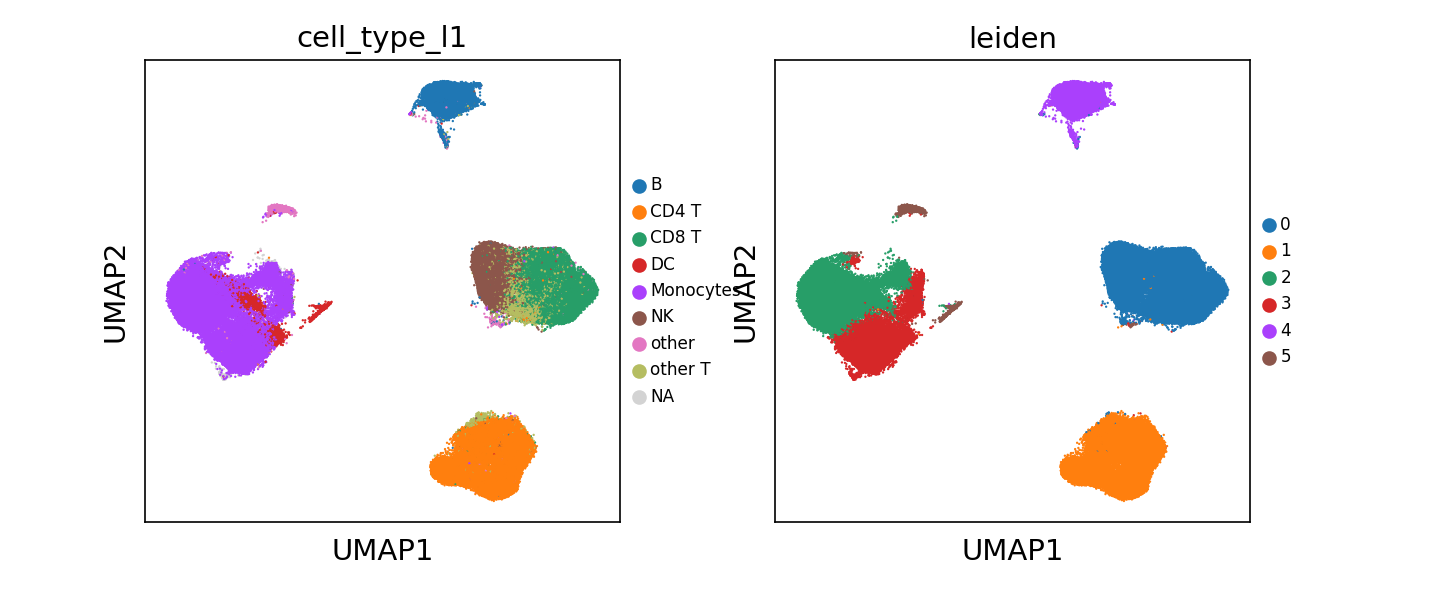 cell_type_l1
UMAP2
UMAP1
B
CD4 T
CD8 T
DC
Monocytes
NK
other
other T
NA
leiden
UMAP2
UMAP1
0
1
2
3
4
5